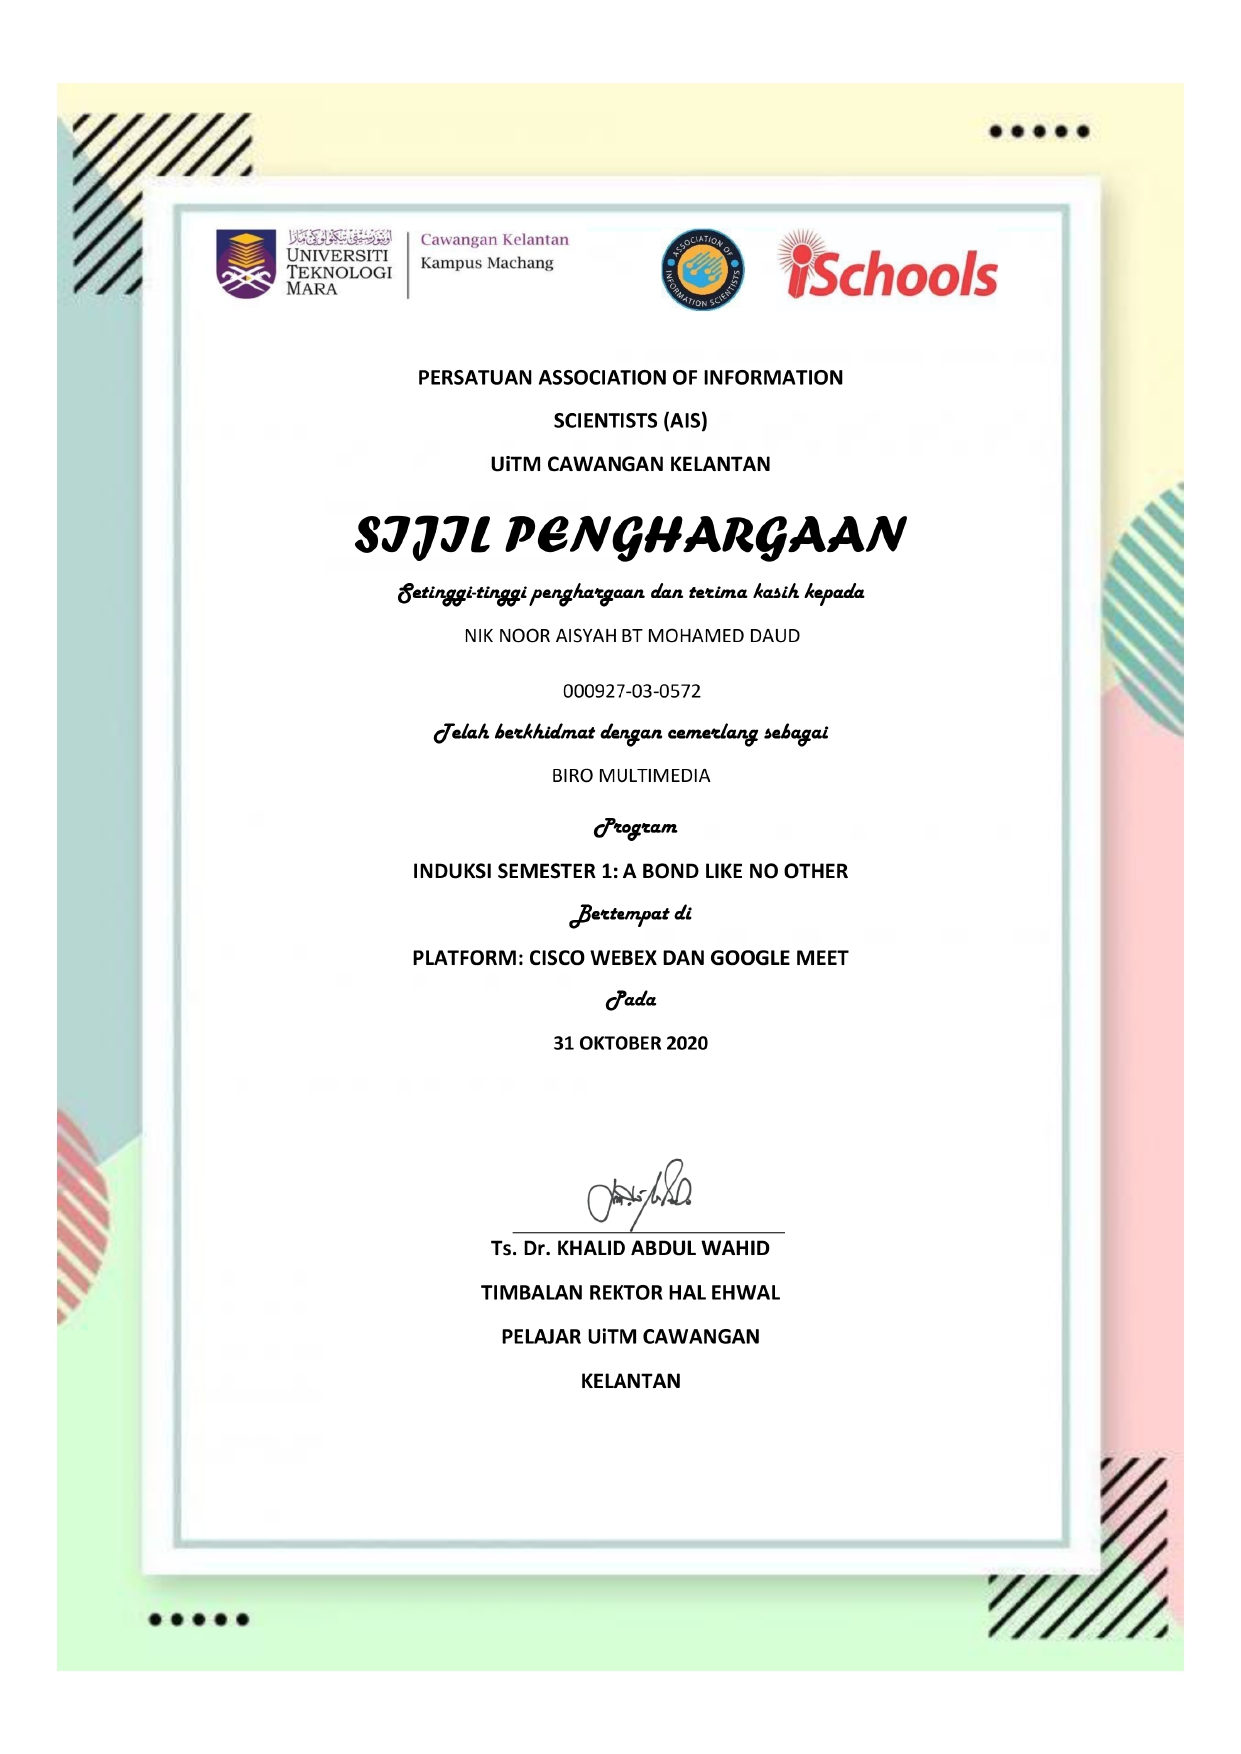 اونيۏرسيتي تيكنولوڬي مارا
UNIVERSITI
TEKNOLOGI
MARA
Cawangan Kelantan
Kampus Machang
ASSOCIATION OF
INFORMATION SCIENTISTS
iSchools
PERSATUAN ASSOCIATION OF INFORMATION
SCIENTISTS (AIS)
UiTM CAWANGAN KELANTAN
SIJIL PENGHARGAAN
Setinggi-tinggi penghargaan dan terima kasih kepada
NIK NOOR AISYAH BT MOHAMED DAUD
000927-03-0572
Telah berkhidmat dengan cemerlang sebagai
BIRO MULTIMEDIA
Program
INDUKSI SEMESTER 1: A BOND LIKE NO OTHER
Bertempat di
PLATFORM: CISCO WEBEX DAN GOOGLE MEET
Pada
31 OKTOBER 2020
Ts. Dr. KHALID ABDUL WAHID
TIMBALAN REKTOR HAL EHWAL
PELAJAR UiTM CAWANGAN
KELANTAN